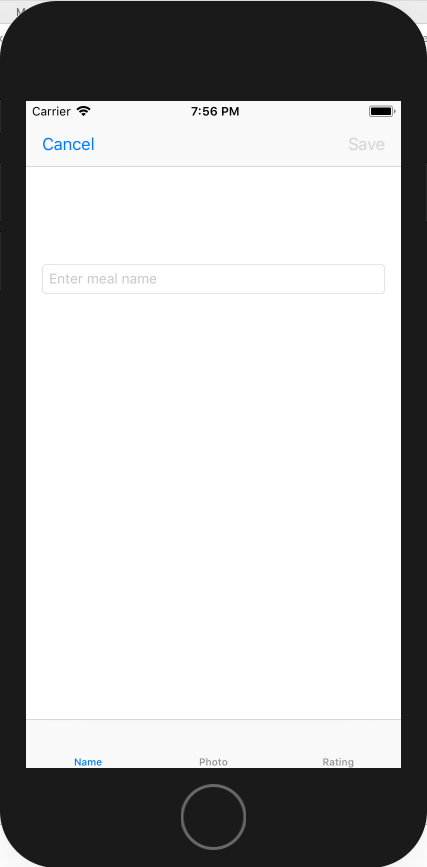 Carrier 7:56 PM
Cancel Save
Enter meal name
Name Photo Rating